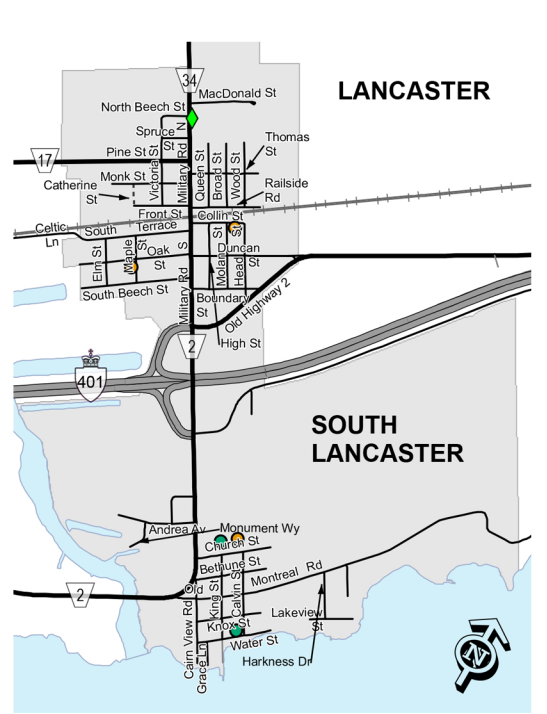 34
MacDonald St
LANCASTER
North Beech St
Spruce
St
N
Thomas
St
Pine St
17
Monk St
Victoria St
Military Rd
Queen St
Broad St
Wood St
Catherine
St
Railside
Rd
Front St
Collin St
Celtic
Ln
South
Terrace
St
Elm St
Maple
St
Oak
St
S
Duncan
St
Molan
Head
South Beech St
Military Rd
Boundary
St
Old Highway 2
High St
2
401
SOUTH
LANCASTER
Andrea Av
Monument Wy
Church St
Bethune St
Old
Montreal Rd
2
King St
Calvin St
Cairn View Rd
Grace Ln
Knox St
Lakeview
St
Water St
Harkness Dr
N